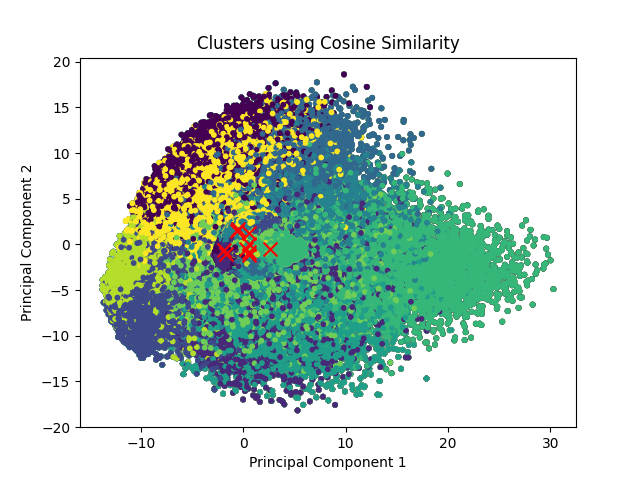 Clusters using Cosine Similarity
20
15
10
5
0
−5
−10
−15
−20
Principal Component 2
−10 0 10 20 30
Principal Component 1